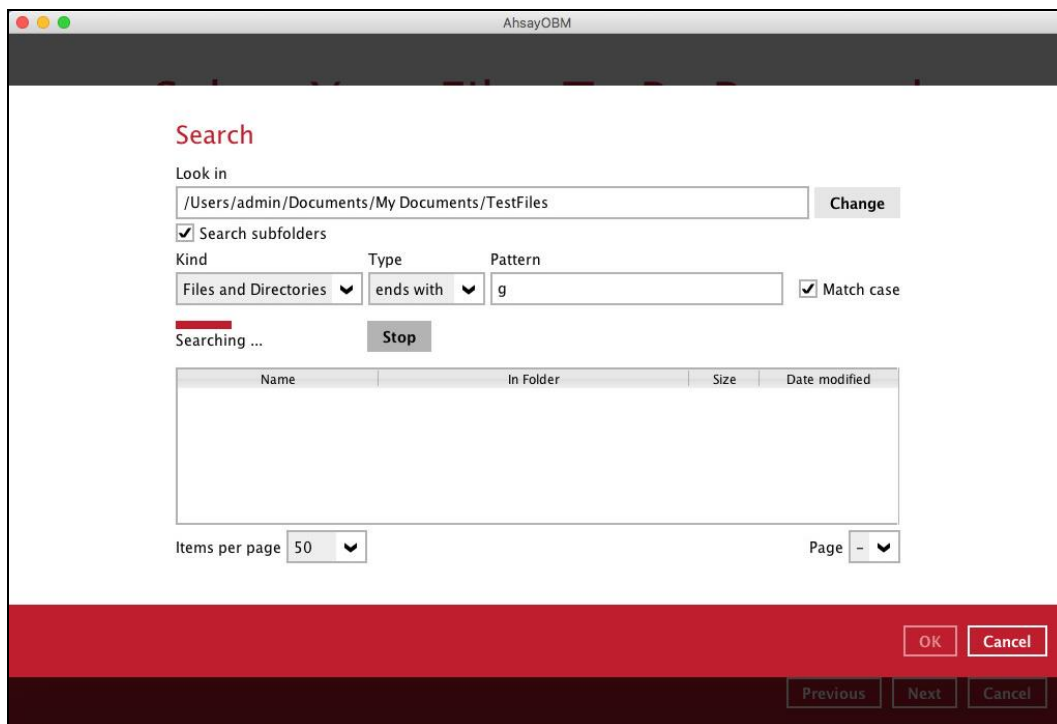 AhsayOBM
Search
Look in
/Users/admin/Documents/My Documents/TestFiles
Change
Search subfolders
Kind Type Pattern
Files and Directories ends with g Match case
Searching ... Stop
Name In Folder Size Date modified
Items per page 50 Page -
OK Cancel
Previous Next Cancel